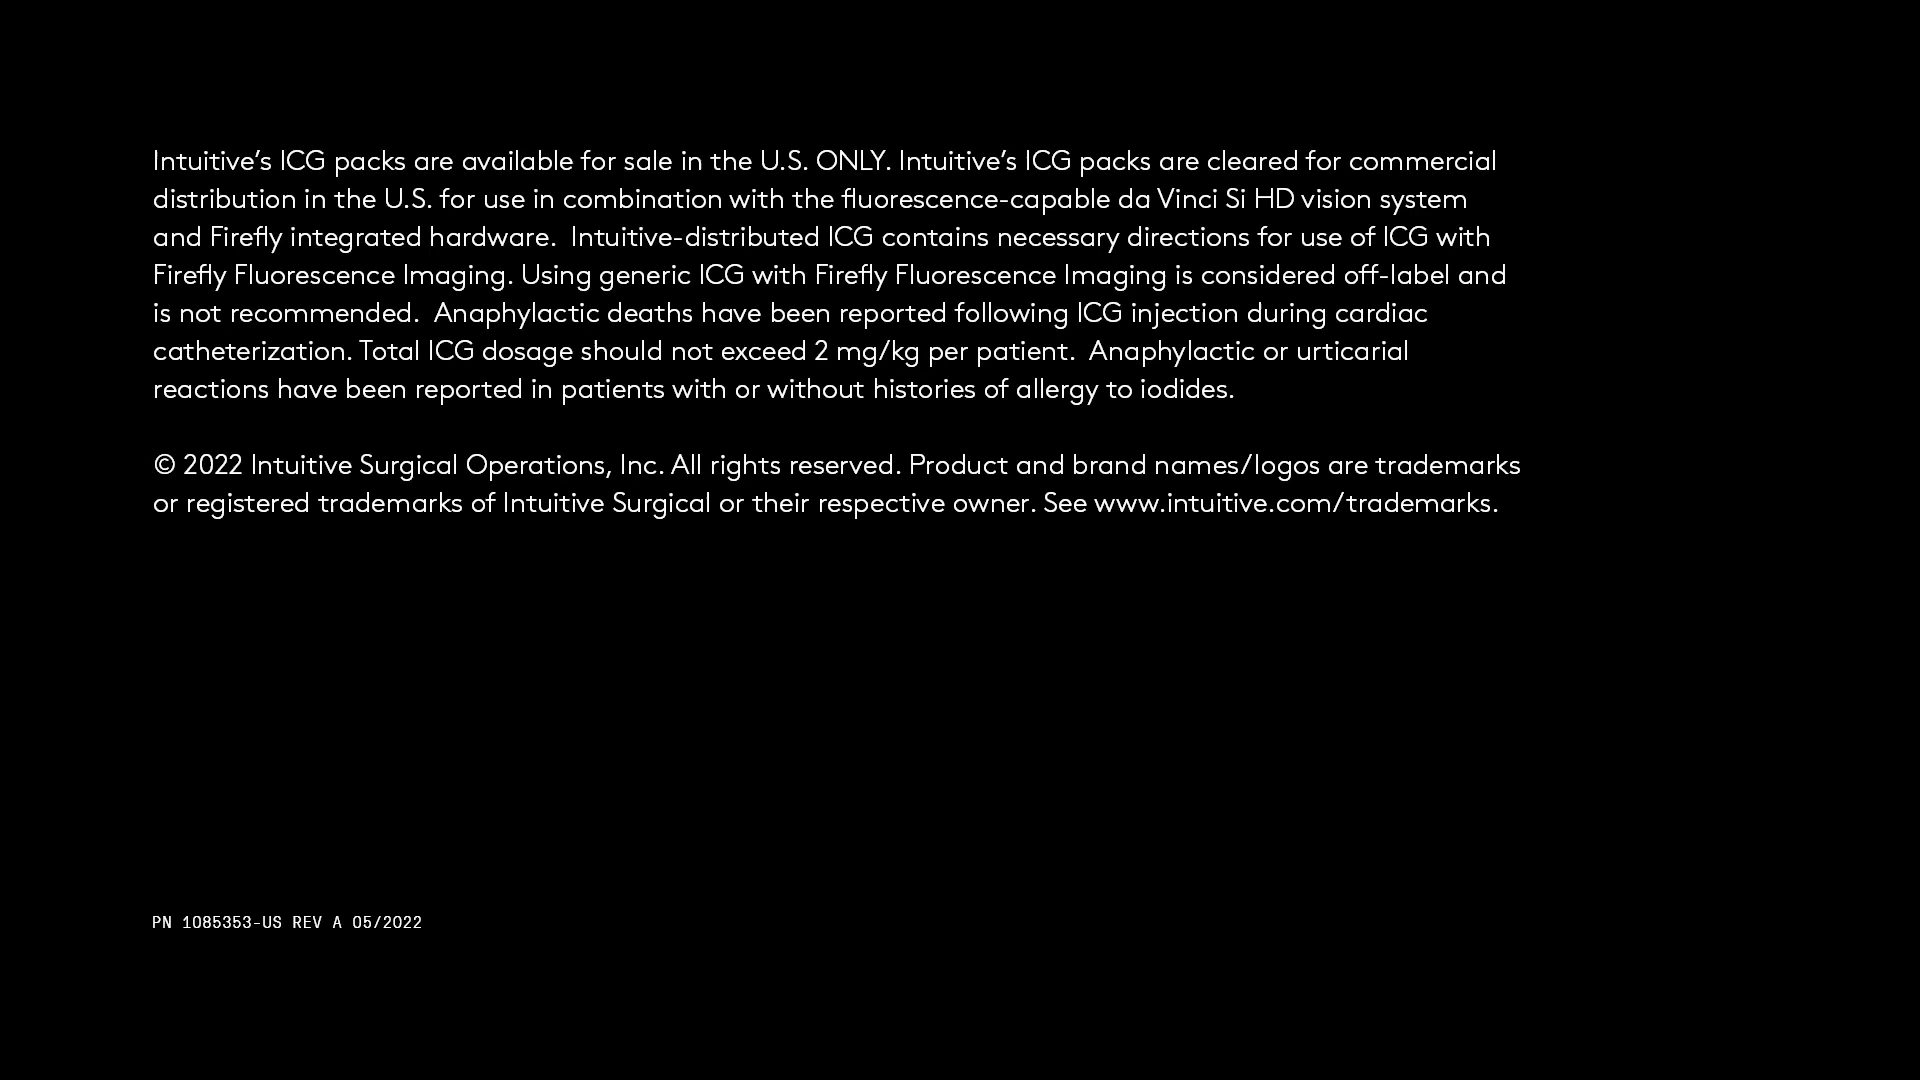 Intuitive’s ICG packs are available for sale in the U.S. ONLY. Intuitive’s ICG packs are cleared for commercial
distribution in the U.S. for use in combination with the fluorescence-capable da Vinci Si HD vision system
and Firefly integrated hardware.  Intuitive-distributed ICG contains necessary directions for use of ICG with
Firefly Fluorescence Imaging. Using generic ICG with Firefly Fluorescence Imaging is considered off-label and
is not recommended.  Anaphylactic deaths have been reported following ICG injection during cardiac
catheterization. Total ICG dosage should not exceed 2 mg/kg per patient.  Anaphylactic or urticarial
reactions have been reported in patients with or without histories of allergy to iodides.
© 2022 Intuitive Surgical Operations, Inc. All rights reserved. Product and brand names/logos are trademarks
or registered trademarks of Intuitive Surgical or their respective owner. See www.intuitive.com/trademarks.
PN 1085353-US REV A 05/2022